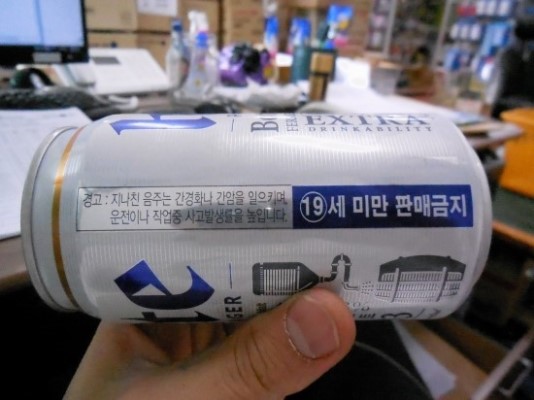 EXTRA
DRINKABILITY
경고 : 지나친 음주는 간경화나 간암을 일으키며,
운전이나 작업중 사고발생률을 높입니다.
19세 미만 판매금지
te